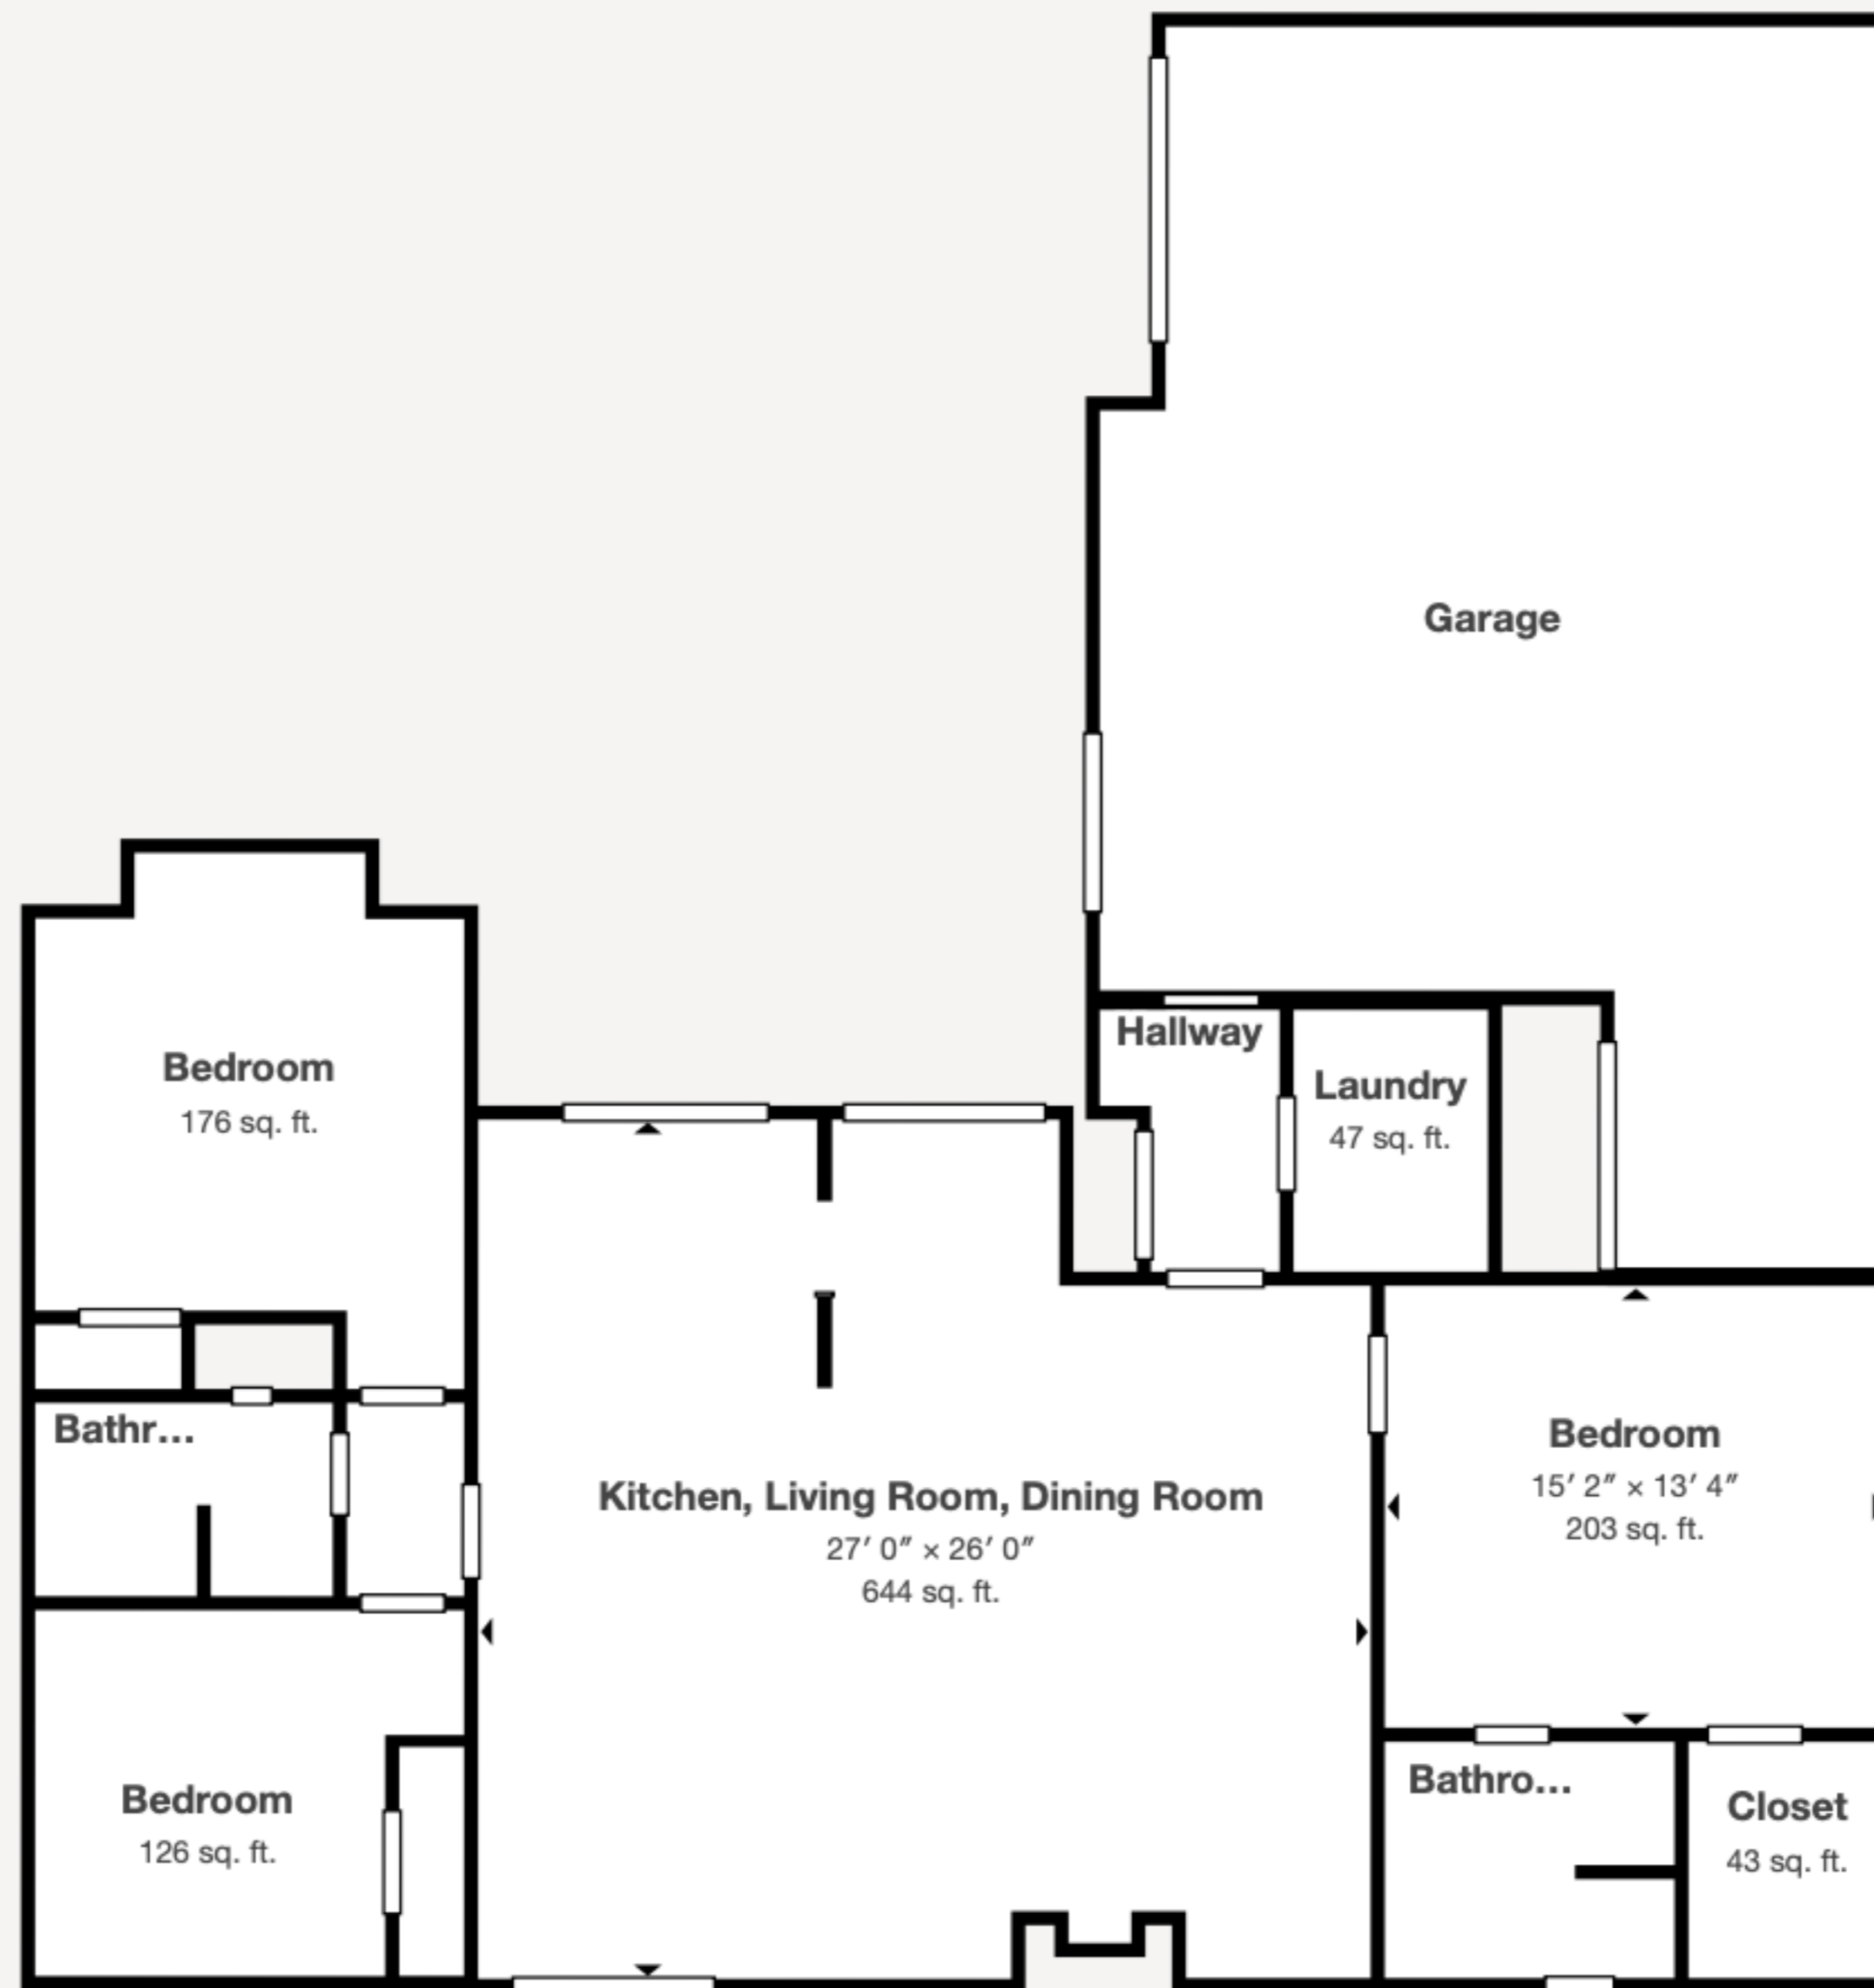 Garage
Hallway
Laundry
47 sq. ft.
Bedroom
176 sq. ft.
Bathr...
Kitchen, Living Room, Dining Room
27′ 0″ × 26′ 0″
644 sq. ft.
Bedroom
15′ 2″ × 13′ 4″
203 sq. ft.
Bedroom
126 sq. ft.
Bathro...
Closet
43 sq. ft.